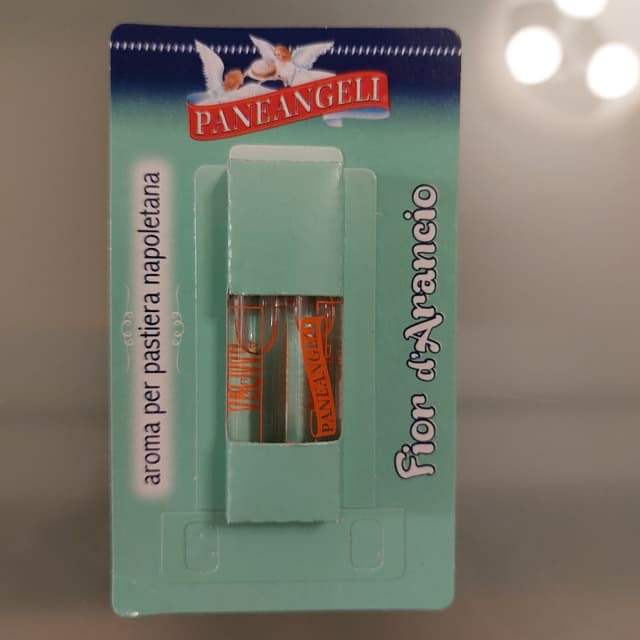 PANEANGELI
aroma per pastiera napoletana
PANEANGELI
Fior d'Arancio